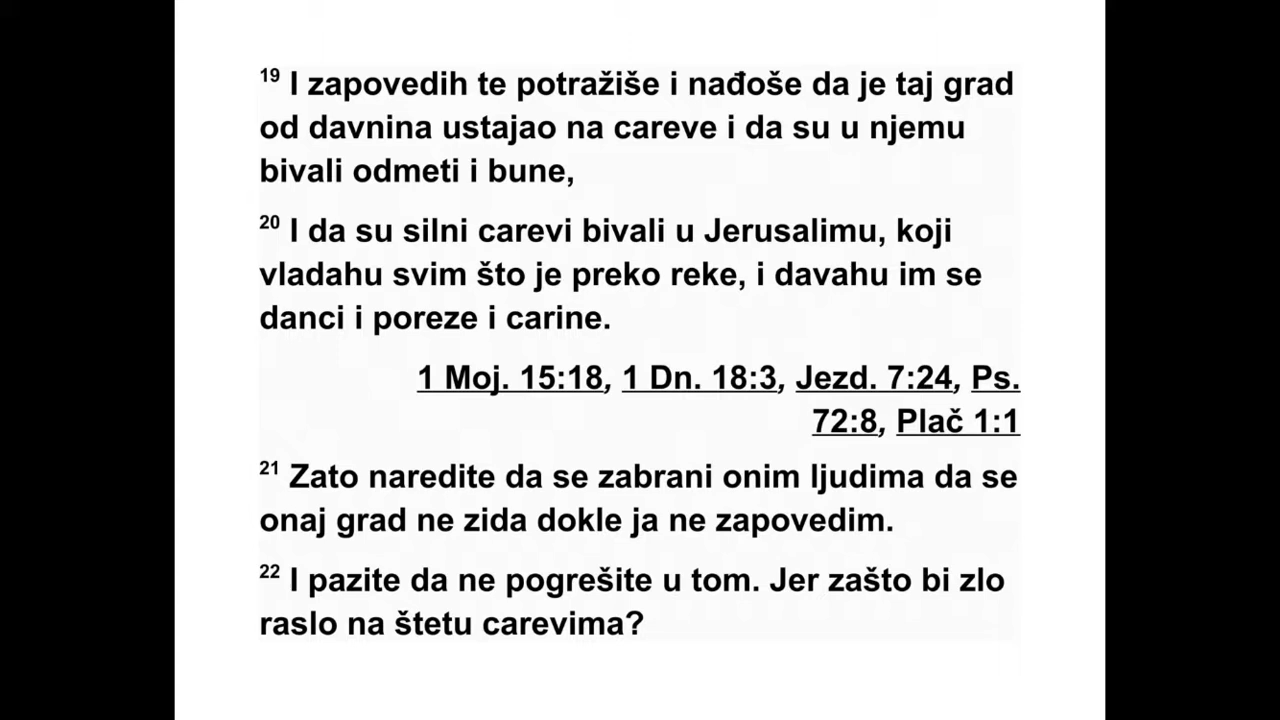 19 I zapovedih te potražiše i nađoše da je taj grad
od davnina ustajao na careve i da su u njemu
bivali odmeti i bune,
20 I da su silni carevi bivali u Jerusalimu, koji
vladahu svim što je preko reke, i davahu im se
danci i poreze i carine.
1 Moj. 15:18, 1 Dn. 18:3, Jezd. 7:24, Ps.
72:8, Plač 1:1
21 Zato naredite da se zabrani onim ljudima da se
onaj grad ne zida dokle ja ne zapovedim.
22 I pazite da ne pogrešite u tom. Jer zašto bi zlo
raslo na štetu carevima?